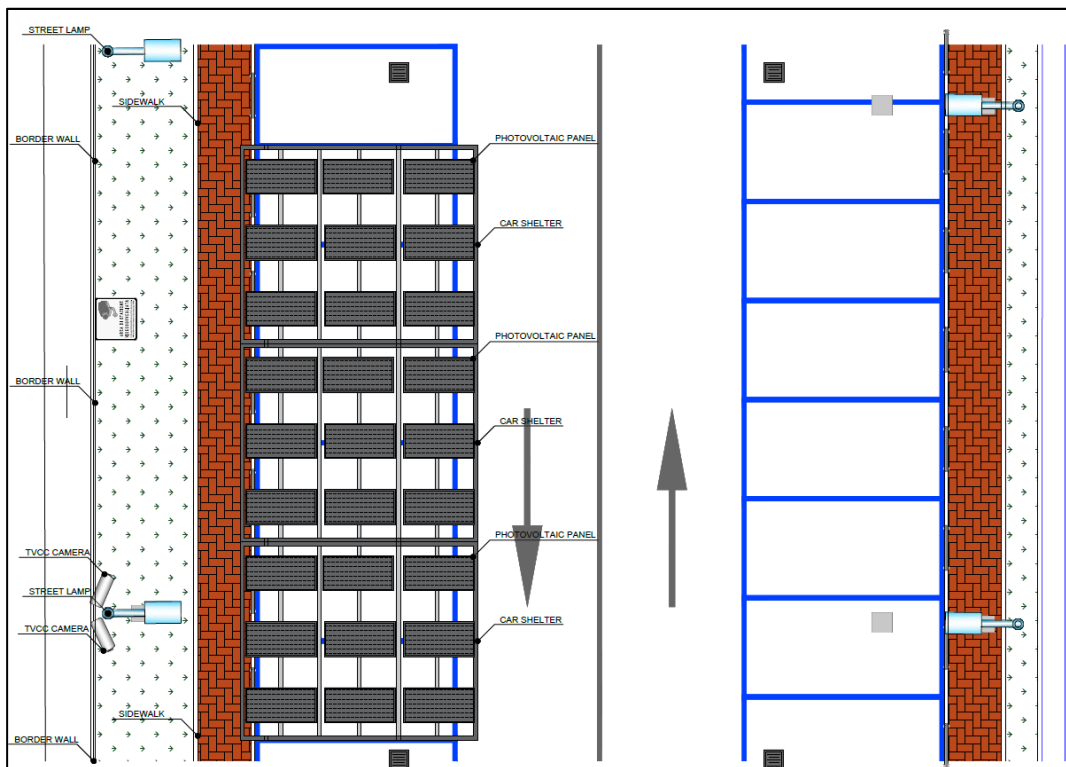 STREET LAMP
SIDEWALK
PHOTOVOLTAIC PANEL
BORDER WALL
CAR SHELTER
PHOTOVOLTAIC PANEL
BORDER WALL
CAR SHELTER
PHOTOVOLTAIC PANEL
TVCC CAMERA
STREET LAMP
CAR SHELTER
TVCC CAMERA
SIDEWALK
BORDER WALL